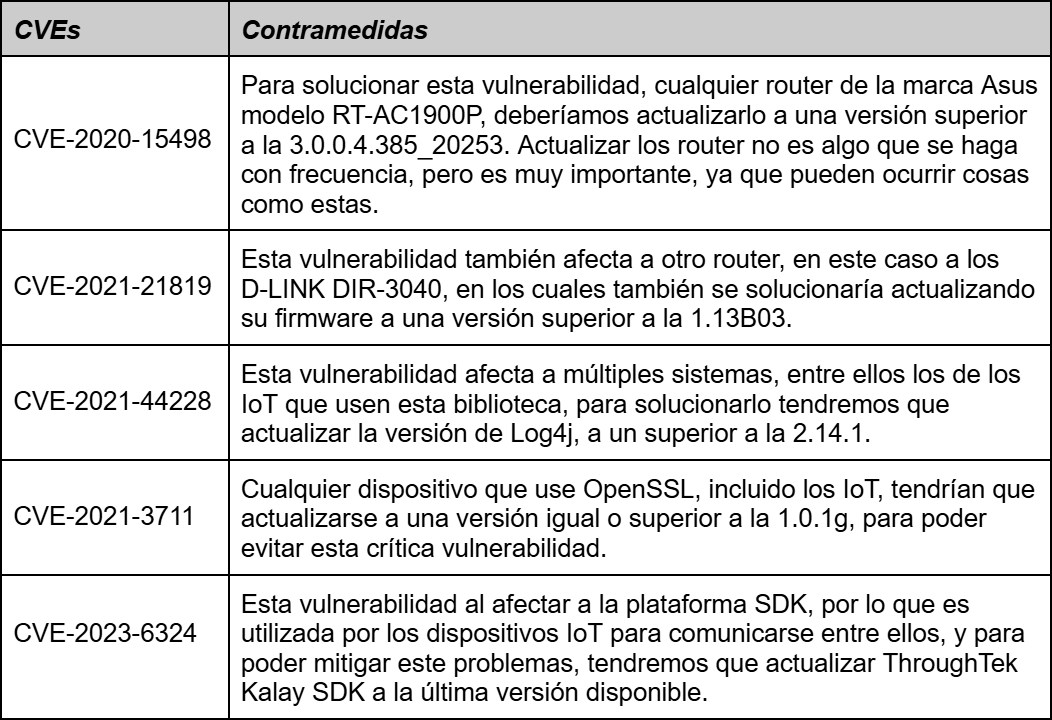 CVEs
Contramedidas
CVE-2020-15498
Para solucionar esta vulnerabilidad, cualquier router de la marca Asus
modelo RT-AC1900P, deberíamos actualizarlo a una versión superior
a la 3.0.0.4.385_20253. Actualizar los router no es algo que se haga
con frecuencia, pero es muy importante, ya que pueden ocurrir cosas
como estas.
CVE-2021-21819
Esta vulnerabilidad también afecta a otro router, en este caso a los
D-LINK DIR-3040, en los cuales también se solucionaría actualizando
su firmware a una versión superior a la 1.13B03.
CVE-2021-44228
Esta vulnerabilidad afecta a múltiples sistemas, entre ellos los de los
IoT que usen esta biblioteca, para solucionarlo tendremos que
actualizar la versión de Log4j, a un superior a la 2.14.1.
CVE-2021-3711
Cualquier dispositivo que use OpenSSL, incluido los IoT, tendrían que
actualizarse a una versión igual o superior a la 1.0.1g, para poder
evitar esta crítica vulnerabilidad.
CVE-2023-6324
Esta vulnerabilidad al afectar a la plataforma SDK, por lo que es
utilizada por los dispositivos IoT para comunicarse entre ellos, y para
poder mitigar este problemas, tendremos que actualizar ThroughTek
Kalay SDK a la última versión disponible.